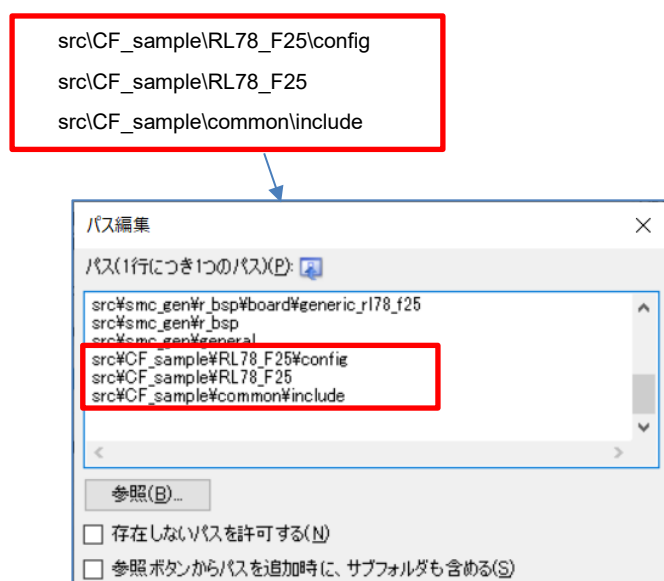 src\CF_sample\RL78_F25\config
src\CF_sample\RL78_F25
src\CF_sample\common\include
パス編集
パス(1行につき1つのパス)(P):
src¥smc_gen¥r_bsp¥board¥generic_rl78_f25
src¥smc_gen¥r_bsp
src¥smc_gen¥general
src¥CF_sample¥RL78_F25¥config
src¥CF_sample¥RL78_F25
src¥CF_sample¥common¥include
参照(B)...
存在しないパスを許可する(N)
参照ボタンからパスを追加時に、サブフォルダも含める(S)